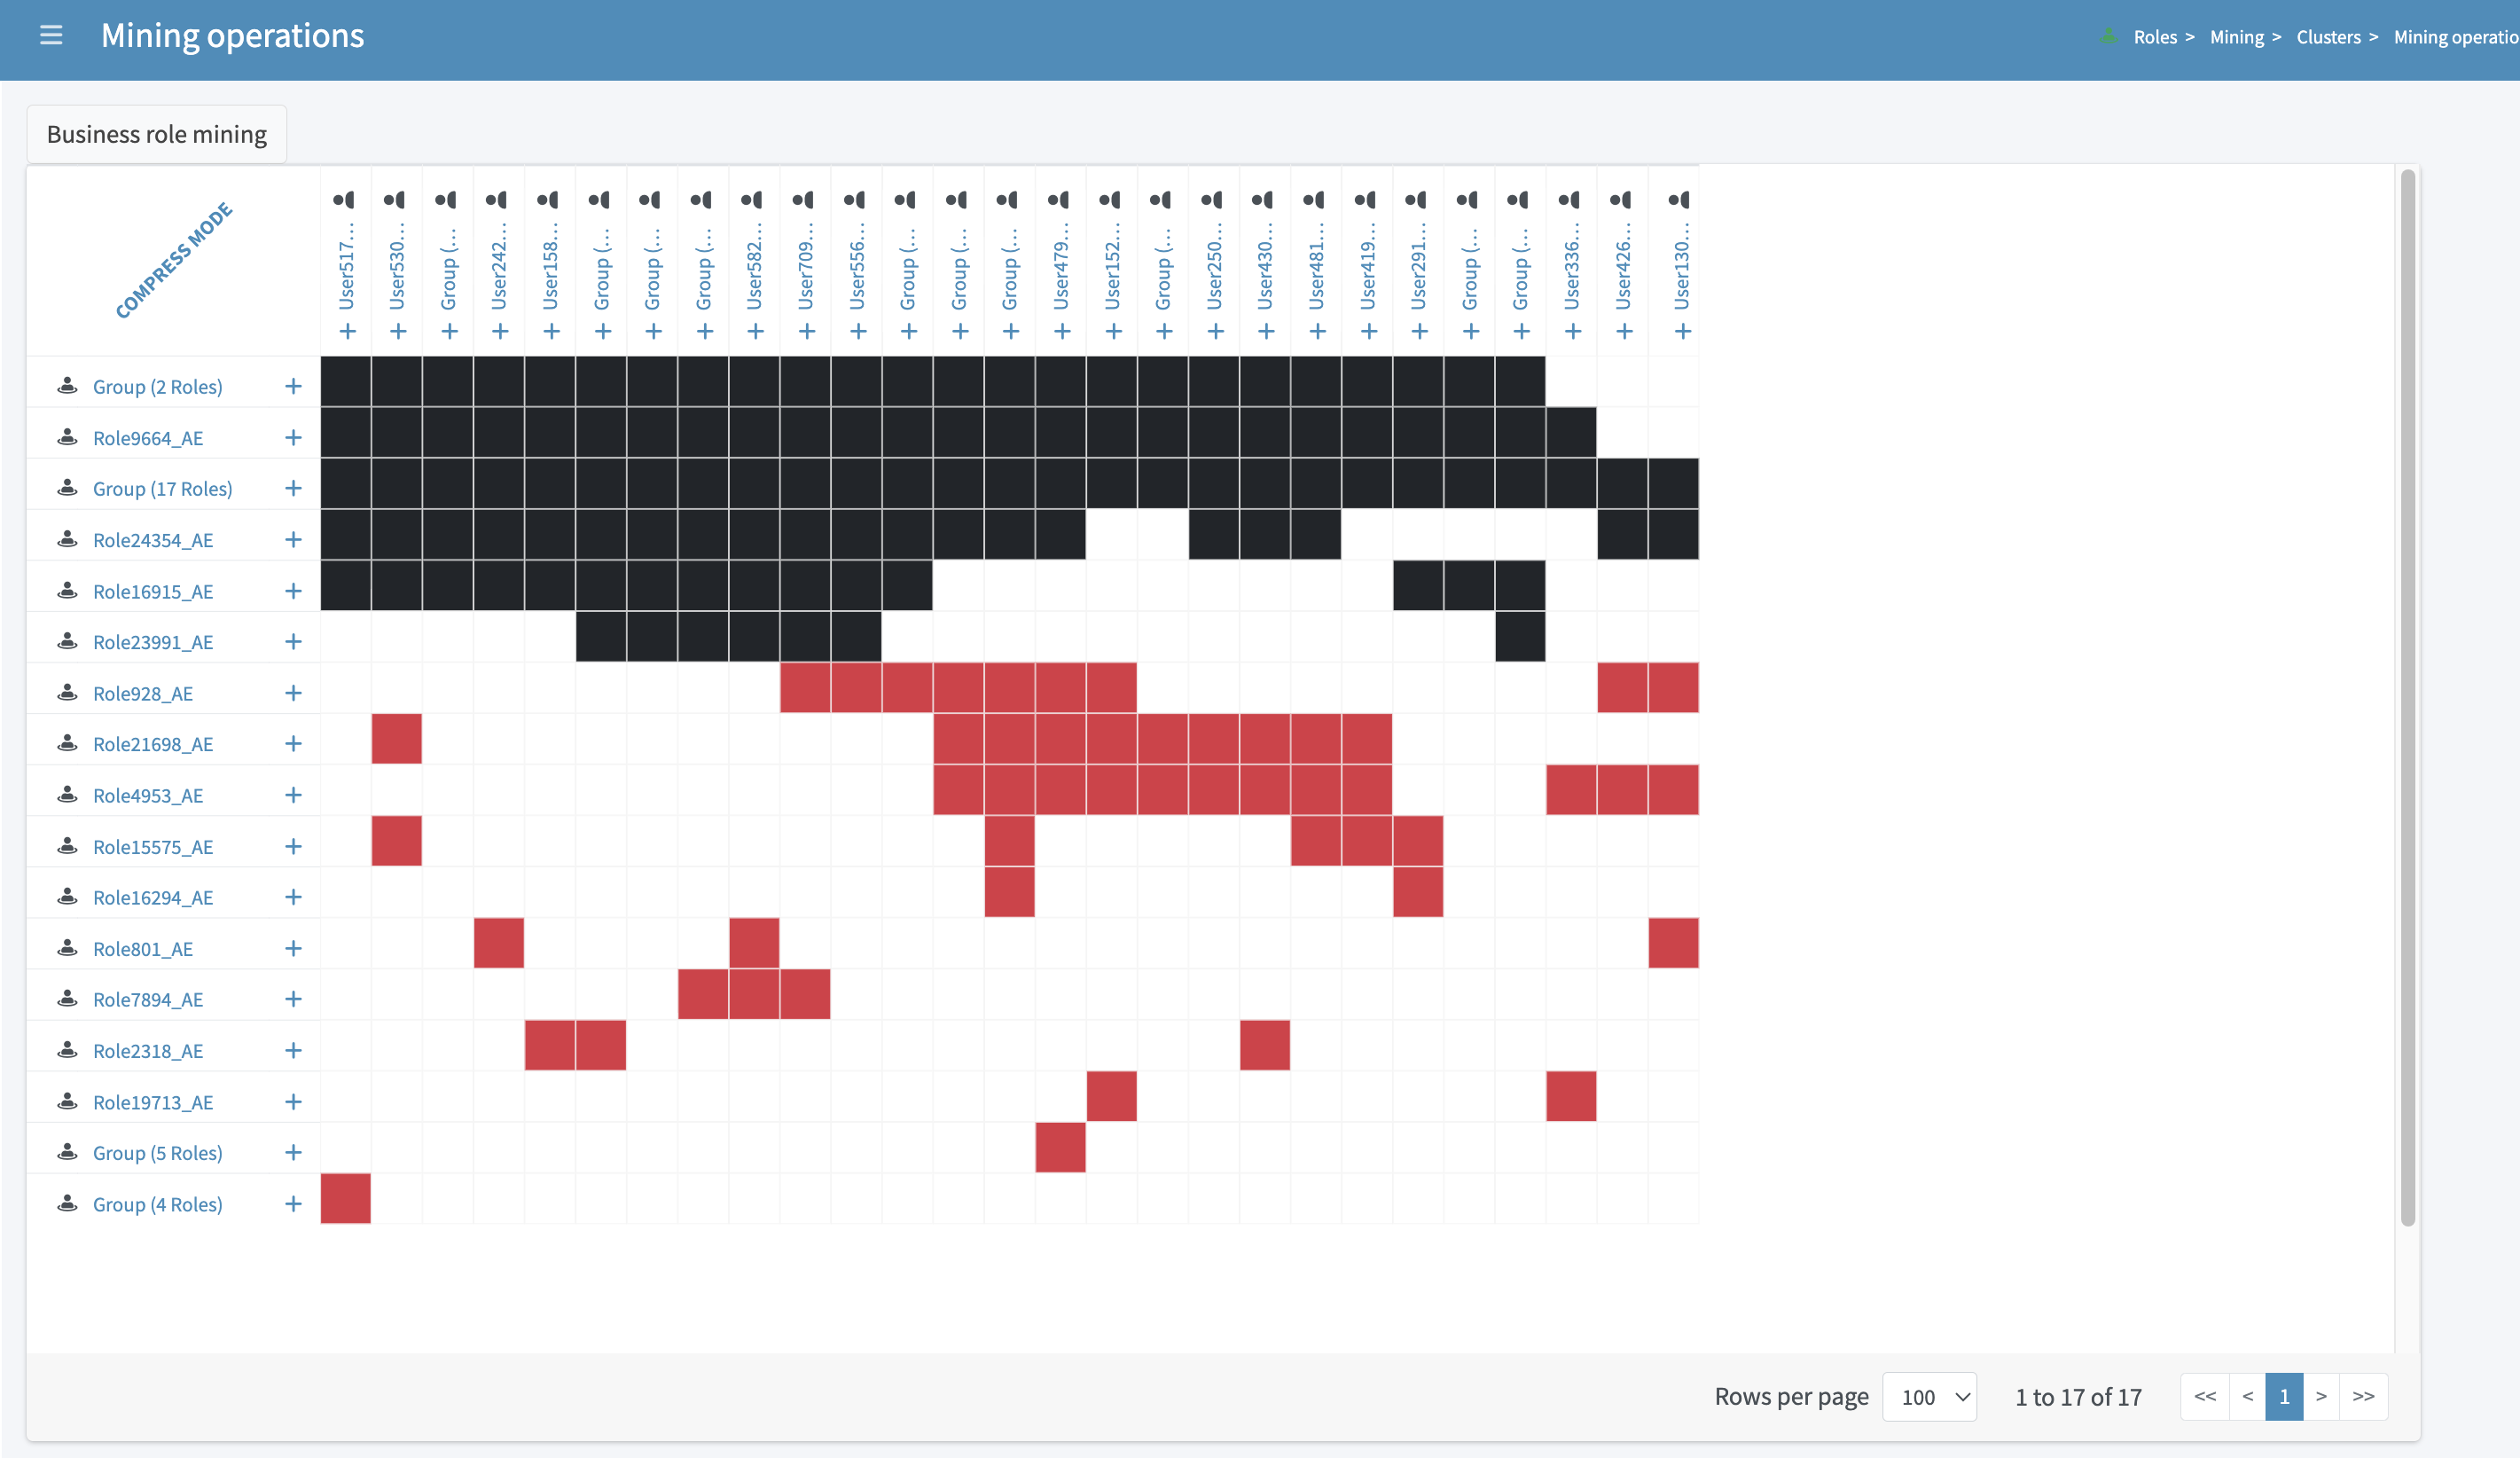 Mining operations
Roles > Mining > Clusters > Mining operatio
Business role mining
COMPRESS MODE
User517...
User530...
Group (...
User242...
User158...
Group (...
Group (...
Group (...
User582...
User709...
User556...
Group (...
Group (...
Group (...
User479...
User152...
Group (...
User250...
User430...
User481...
User419...
User291...
Group (...
Group (...
User336...
User426...
User130...
Group (2 Roles)
Role9664_AE
Group (17 Roles)
Role24354_AE
Role16915_AE
Role23991_AE
Role928_AE
Role21698_AE
Role4953_AE
Role15575_AE
Role16294_AE
Role801_AE
Role7894_AE
Role2318_AE
Role19713_AE
Group (5 Roles)
Group (4 Roles)
Rows per page 100 1 to 17 of 17 << < 1 > >>